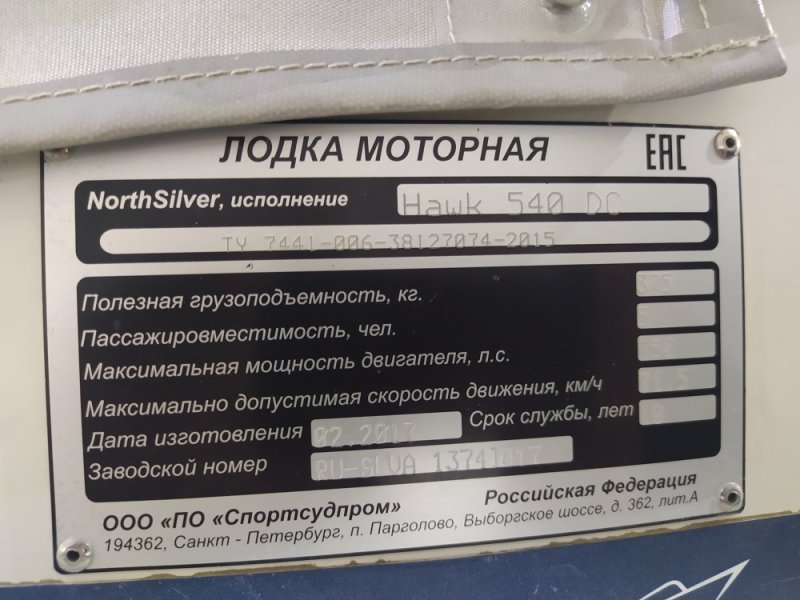 ЛОДКА МОТОРНАЯ
EAC
NorthSilver, исполнение Hawk 540 DC
ТУ 7441-006-38127074-2015
Полезная грузоподъемность, кг. 375
Пассажировместимость, чел.
Максимальная мощность двигателя, л.с.
Максимально допустимая скорость движения, км/ч
Дата изготовления 02.2017 Срок службы, лет
Заводской номер RU-SLVA
ООО «ПО «Спортсудпром» Российская Федерация
194362, Санкт - Петербург, п. Парголово, Выборгское шоссе, д. 362, лит.А